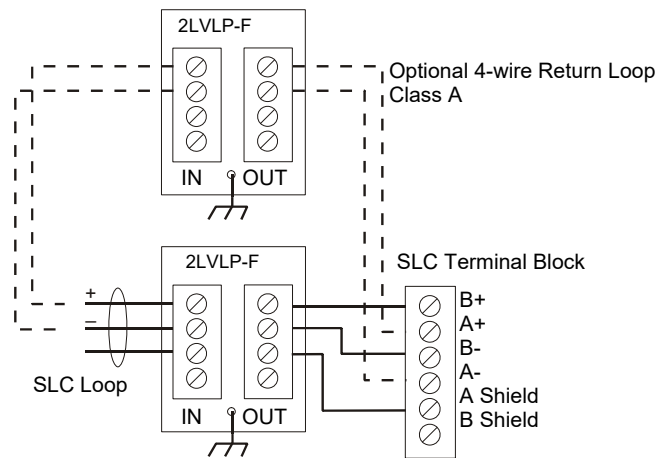 2LVLP-F
Optional 4-wire Return Loop
Class A
IN
OUT
2LVLP-F
SLC Terminal Block
+
–
B+
A+
B-
A-
A Shield
B Shield
SLC Loop
IN
OUT